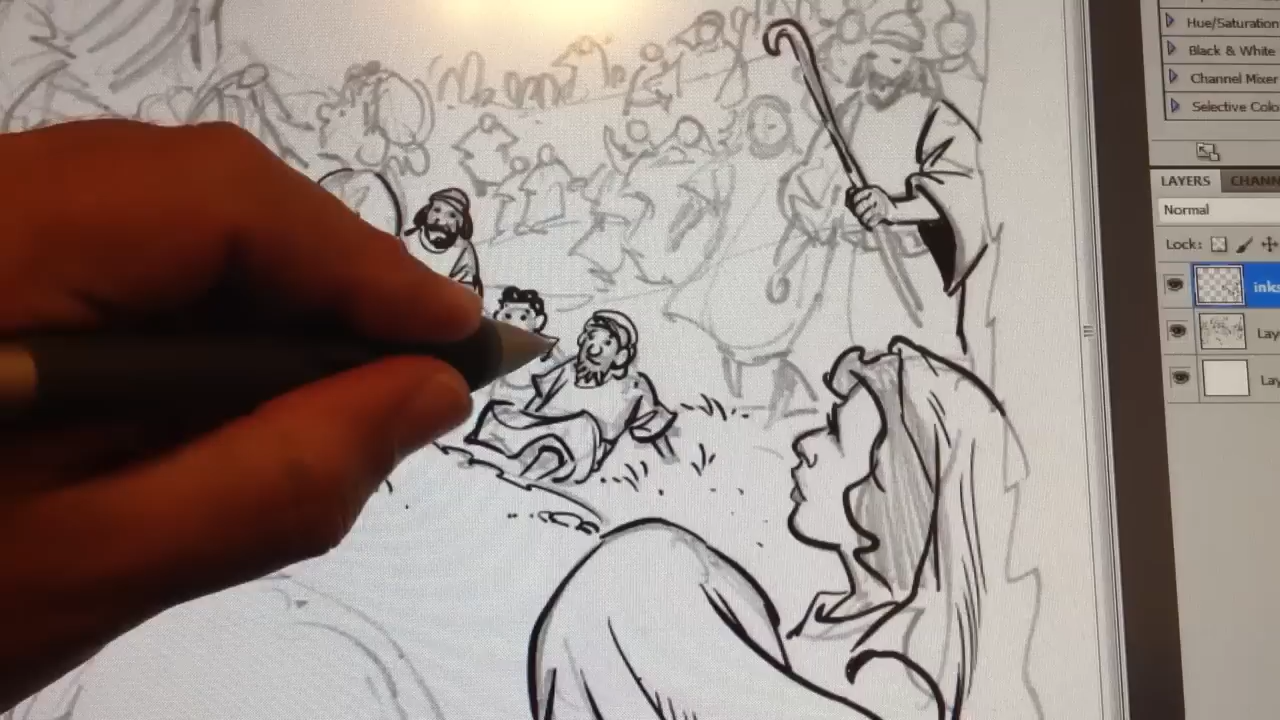 Hue/Saturation
Black & White
Channel Mixer
Selective Colo
LAYERS CHANN
Normal
Lock:
inks
Lay
Lay